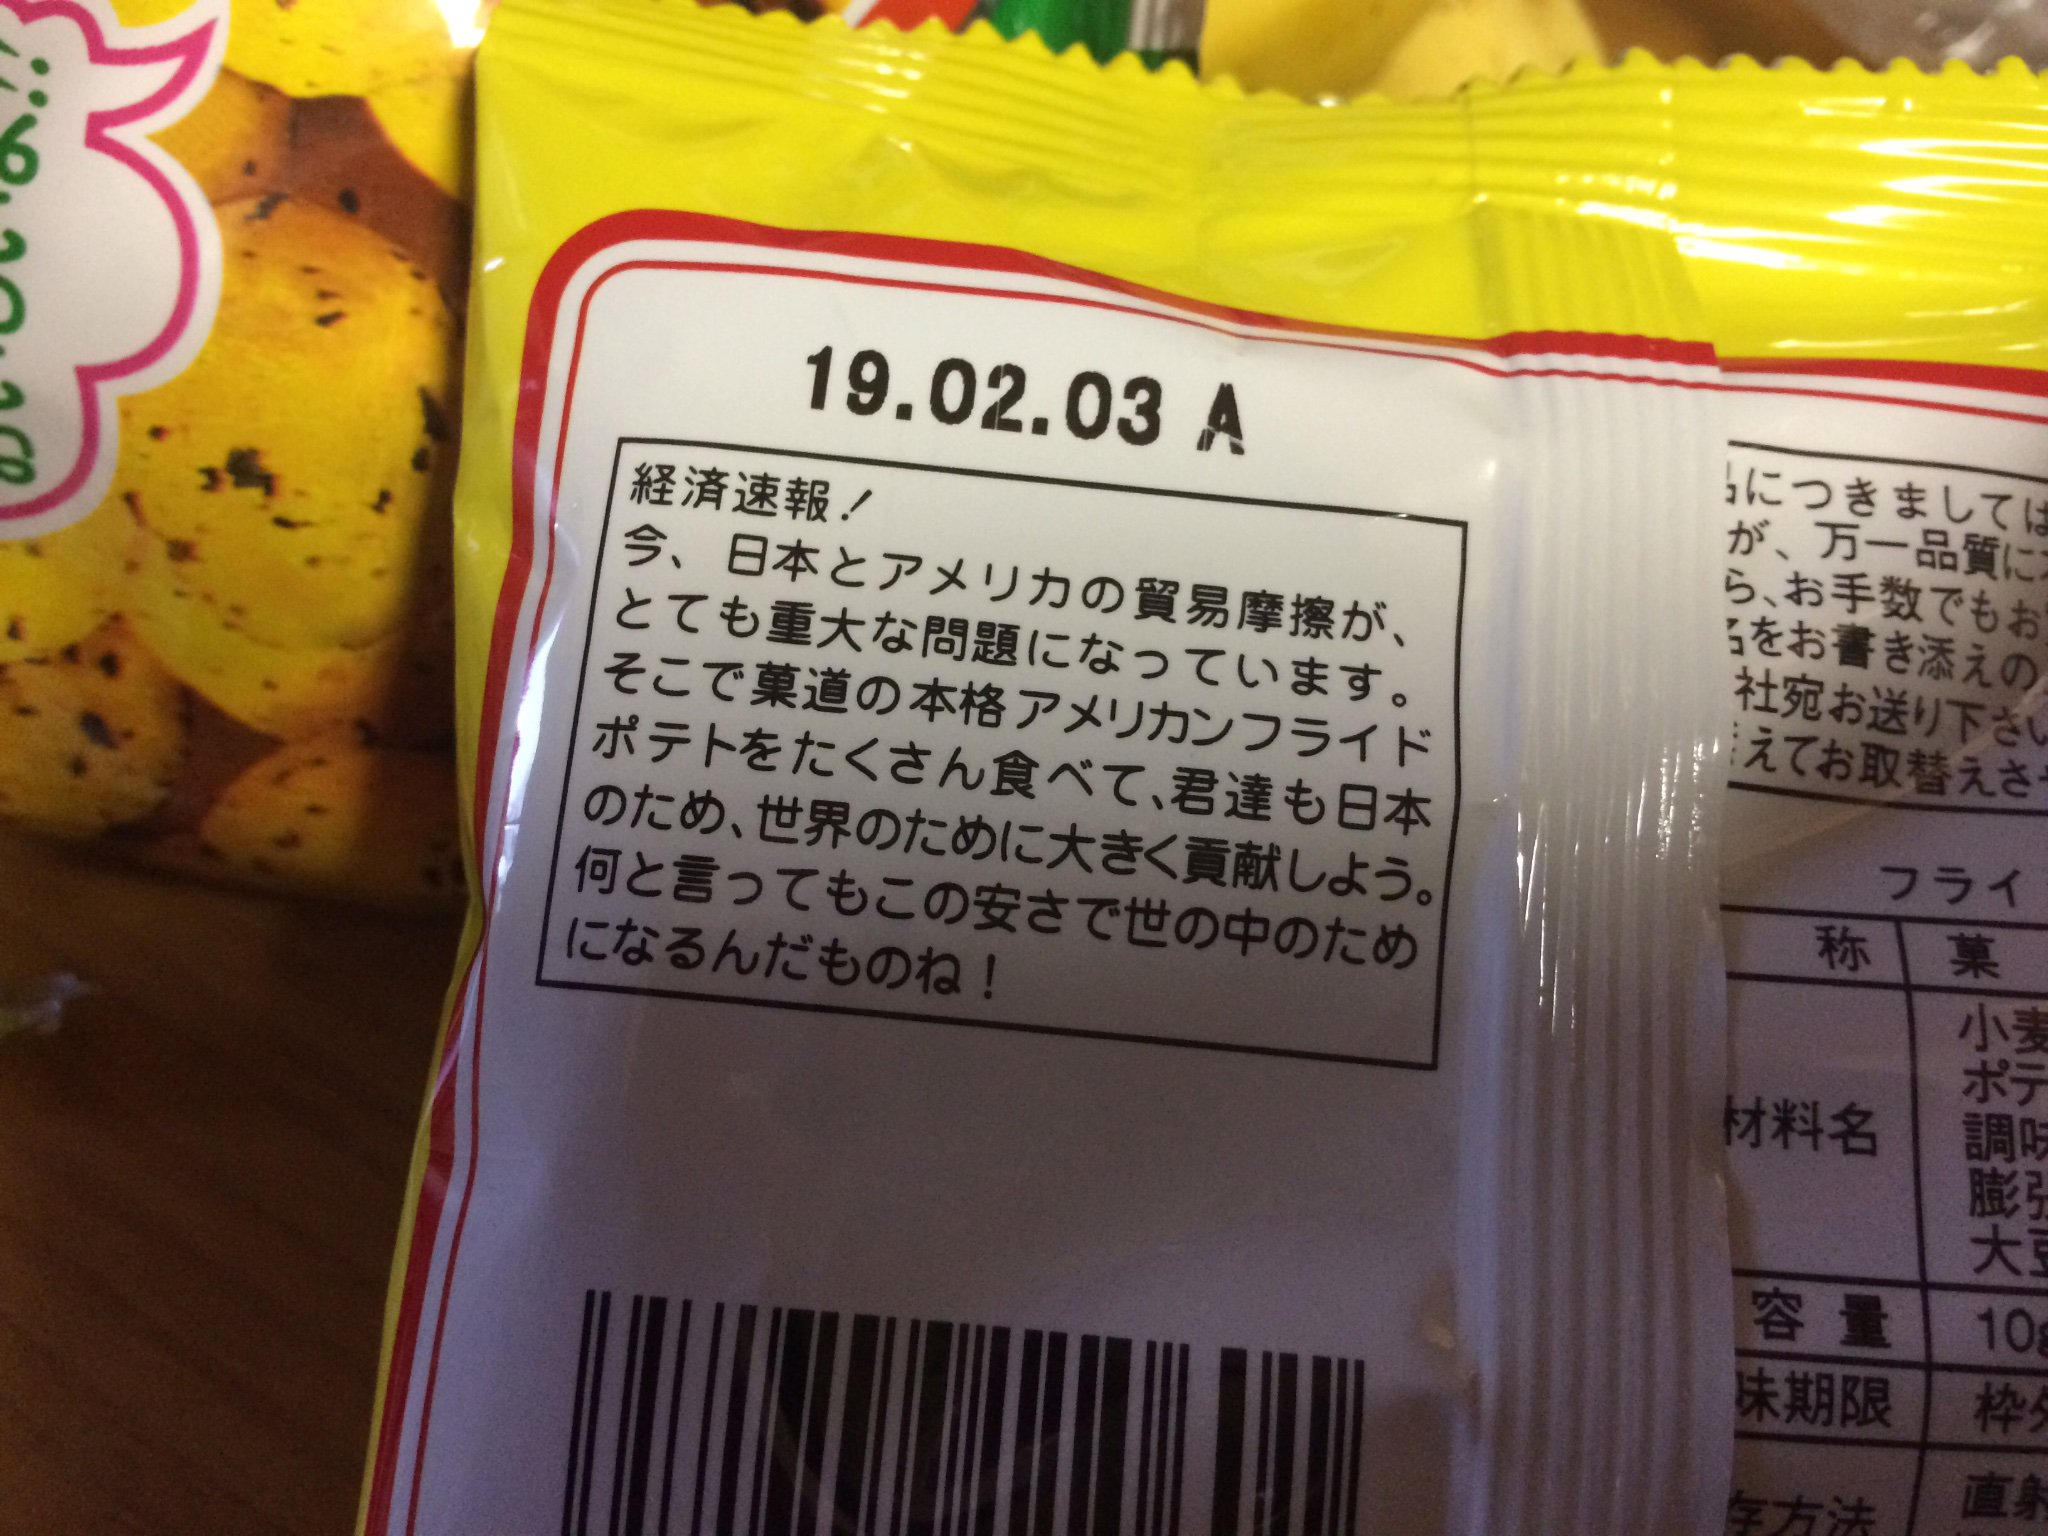 19.02.03 A
経済速報！
今、日本とアメリカの貿易摩擦が、
とても重大な問題になっています。
そこで菓道の本格アメリカンフライド
ポテトをたくさん食べて、君達も日本
のため、世界のために大きく貢献しよう。
何と言ってもこの安さで世の中のため
になるんだものね！
につきましては
が、万一品質に
ら、お手数でもお
をお書き添えの
社宛お送り下さい
えてお取替えさ
フライ
称 菓
材料名 小麦
ポテ
調味
膨張
大豆
容量 10g
味期限 枠外
存方法 直射